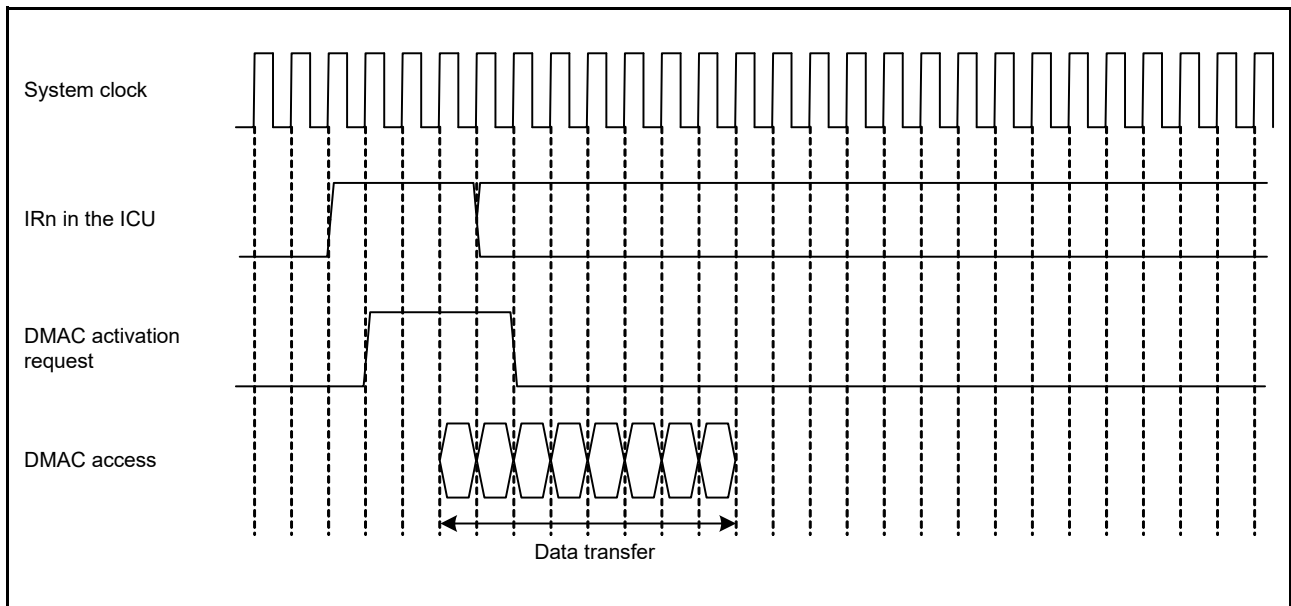 System clock
IRn in the ICU
DMAC activation
request
DMAC access
Data transfer